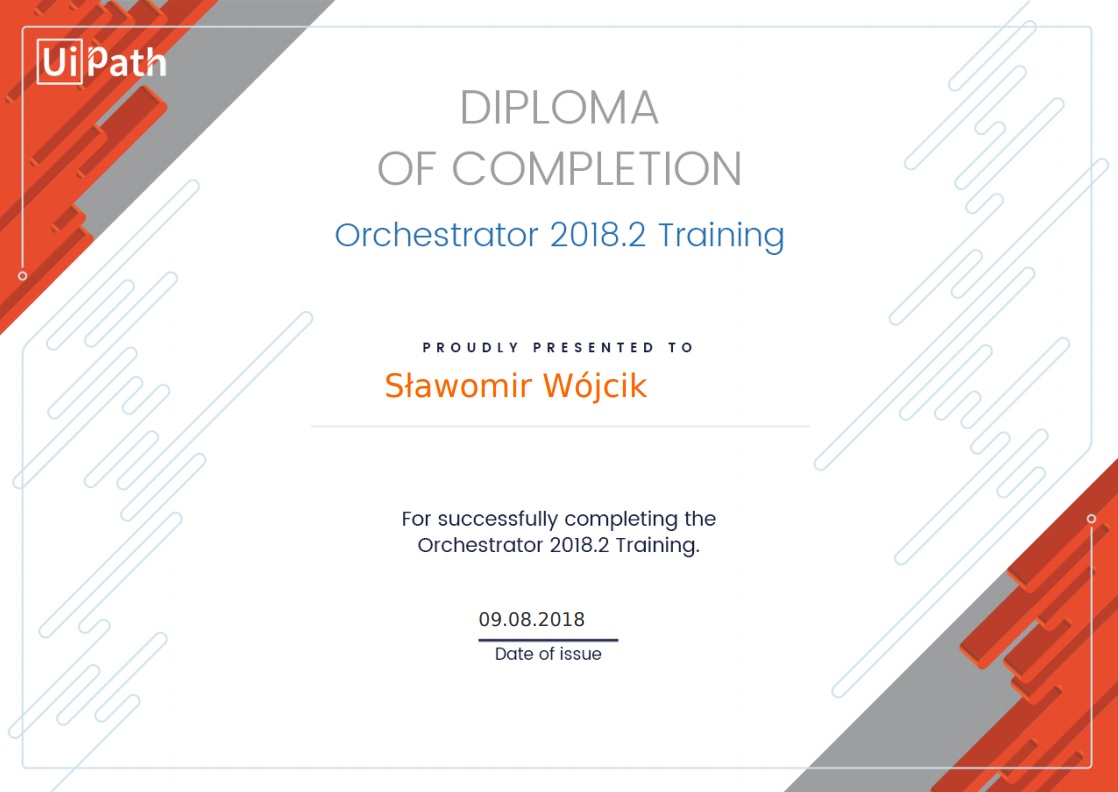 UiPath
DIPLOMA
OF COMPLETION
Orchestrator 2018.2 Training
PROUDLY PRESENTED TO
Sławomir Wójcik
For successfully completing the
Orchestrator 2018.2 Training.
09.08.2018
Date of issue